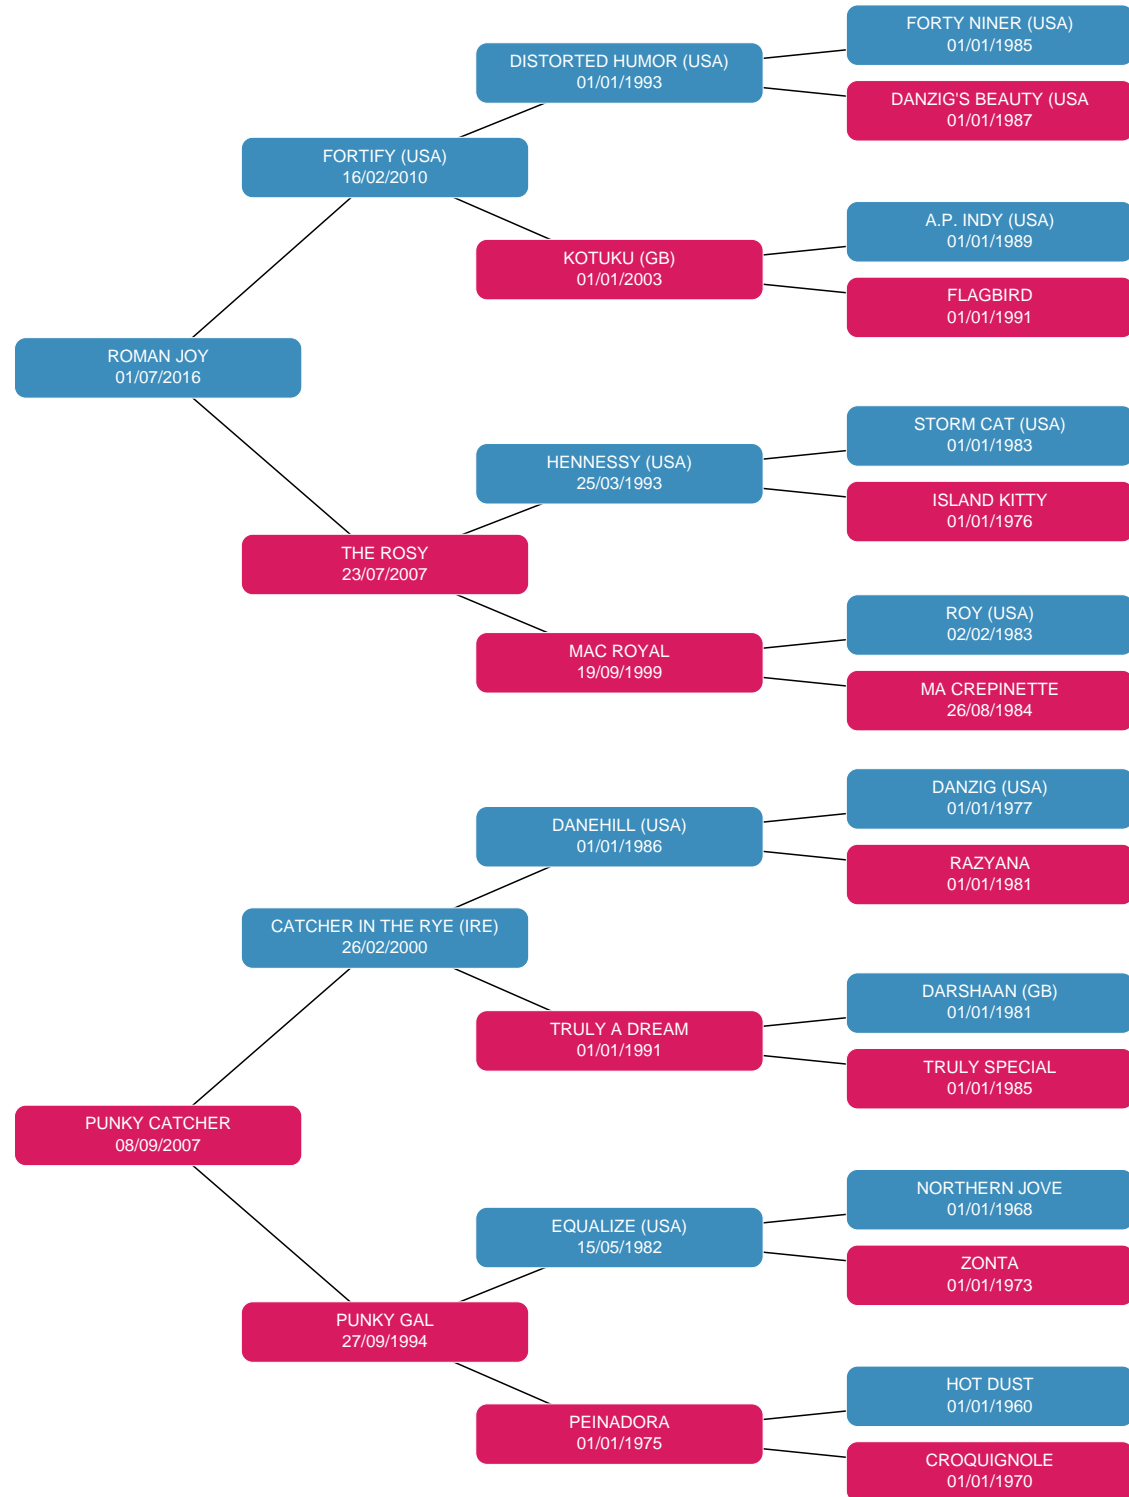 FORTY NINER (USA)
01/01/1985
DISTORTED HUMOR (USA)
01/01/1993
DANZIG'S BEAUTY (USA
01/01/1987
FORTIFY (USA)
16/02/2010
A.P. INDY (USA)
01/01/1989
KOTUKU (GB)
01/01/2003
FLAGBIRD
01/01/1991
ROMAN JOY
01/07/2016
STORM CAT (USA)
01/01/1983
HENNESSY (USA)
25/03/1993
ISLAND KITTY
01/01/1976
THE ROSY
23/07/2007
ROY (USA)
02/02/1983
MAC ROYAL
19/09/1999
MA CREPINETTE
26/08/1984
DANZIG (USA)
01/01/1977
DANEHILL (USA)
01/01/1986
RAZYANA
01/01/1981
CATCHER IN THE RYE (IRE)
26/02/2000
DARSHAAN (GB)
01/01/1981
TRULY A DREAM
01/01/1991
TRULY SPECIAL
01/01/1985
PUNKY CATCHER
08/09/2007
NORTHERN JOVE
01/01/1968
EQUALIZE (USA)
15/05/1982
ZONTA
01/01/1973
PUNKY GAL
27/09/1994
HOT DUST
01/01/1960
PEINADORA
01/01/1975
CROQUIGNOLE
01/01/1970